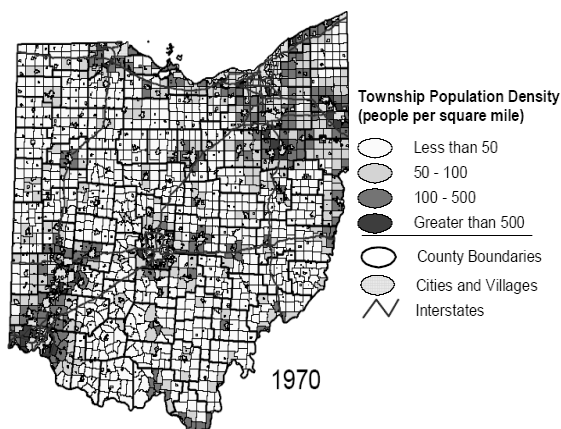 Township Population Density
(people per square mile)
Less than 50
50 - 100
100 - 500
Greater than 500
County Boundaries
Cities and Villages
Interstates
1970